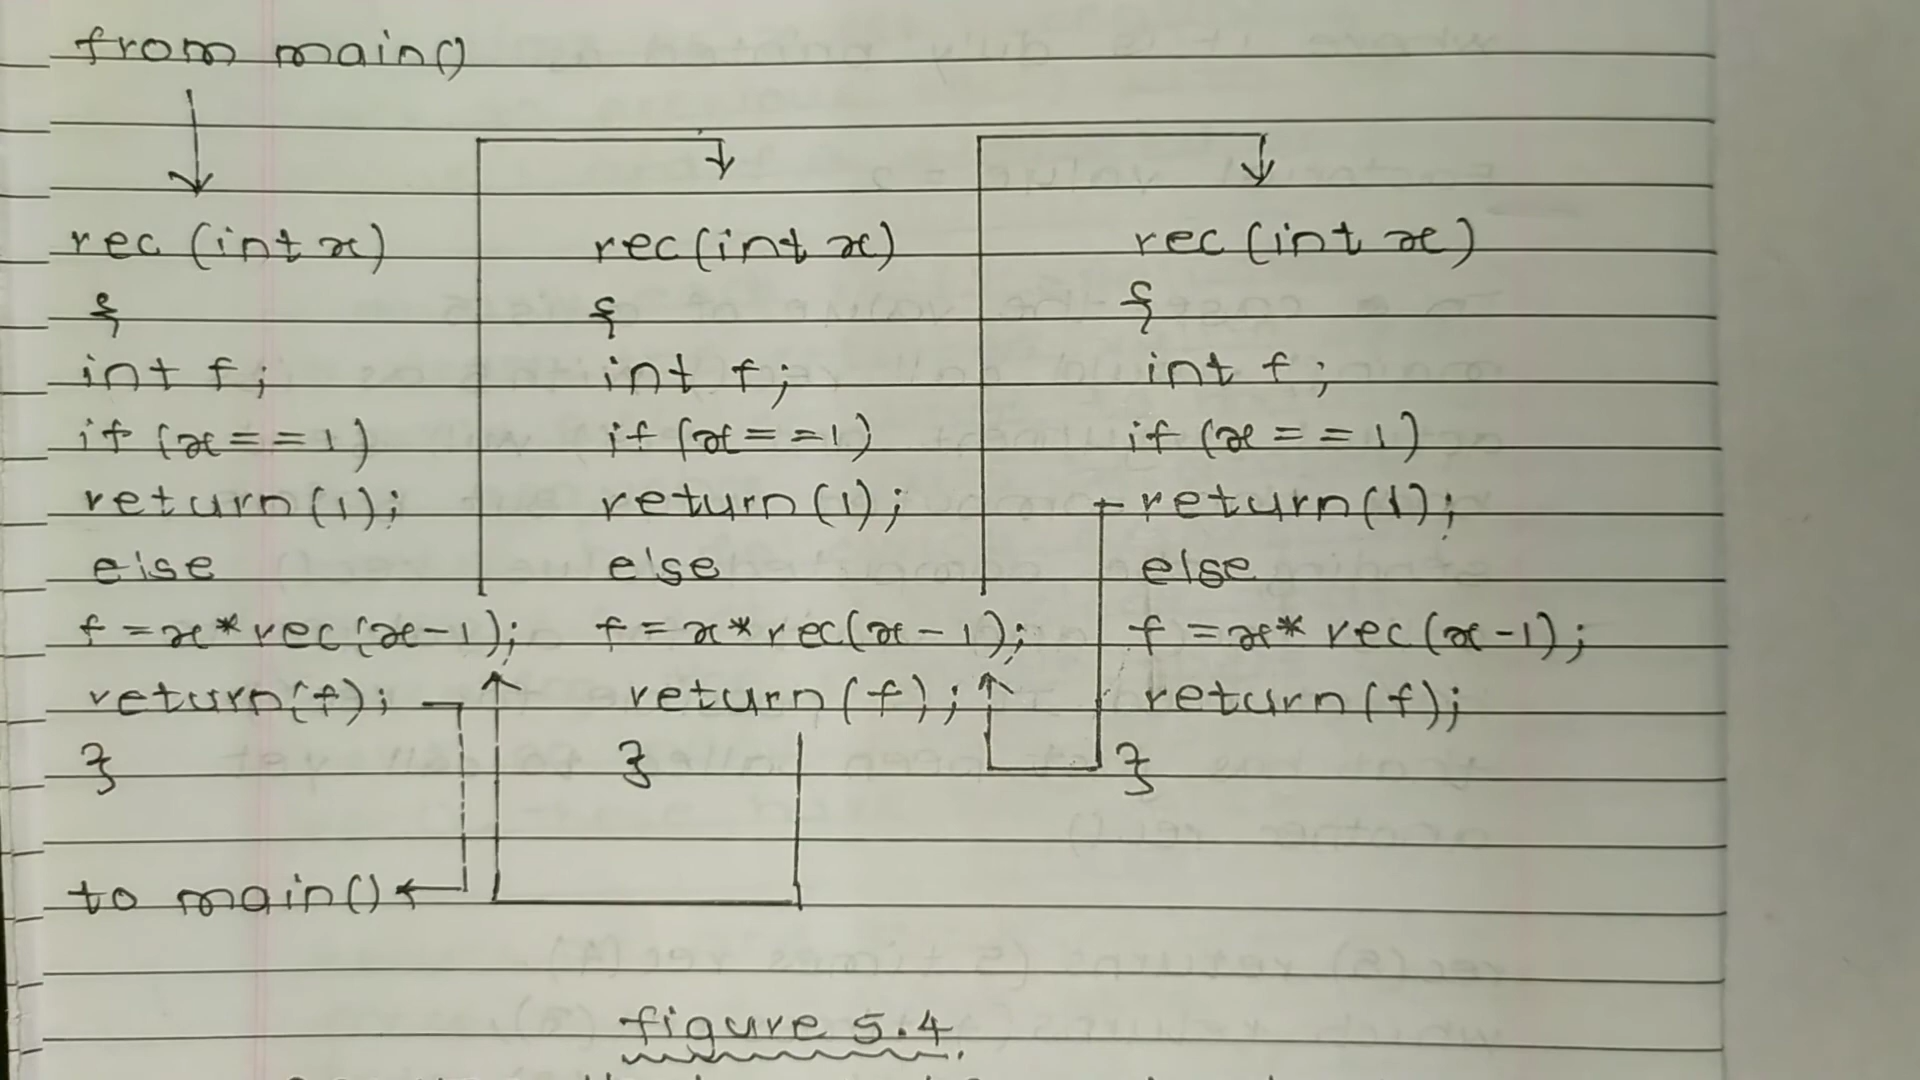 from main()
rec (int x)
{
int f;
if (x==1)
return(1);
else
f=x*rec(x-1);
return(f);
}
to main()
rec(int x)
{
int f;
if (x==1)
return(1);
else
f=x*rec(x-1);
return(f);
}
rec (int x)
{
int f;
if (x==1)
return(1);
else
f=x* rec(x-1);
return(f);
}
figure 5.4